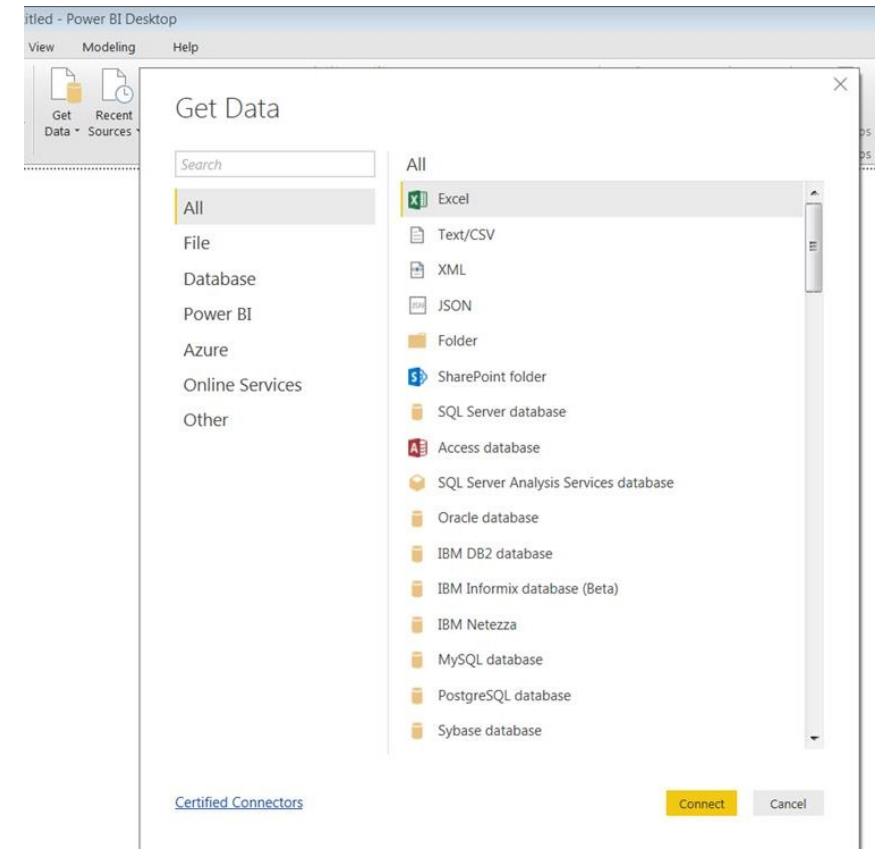 itled - Power BI Desktop
View Modeling Help
Get Data Recent Sources
Get Data
Search
All
File
Database
Power BI
Azure
Online Services
Other
All
Excel
Text/CSV
XML
JSON
Folder
SharePoint folder
SQL Server database
Access database
SQL Server Analysis Services database
Oracle database
IBM DB2 database
IBM Informix database (Beta)
IBM Netezza
MySQL database
PostgreSQL database
Sybase database
Certified Connectors
Connect Cancel